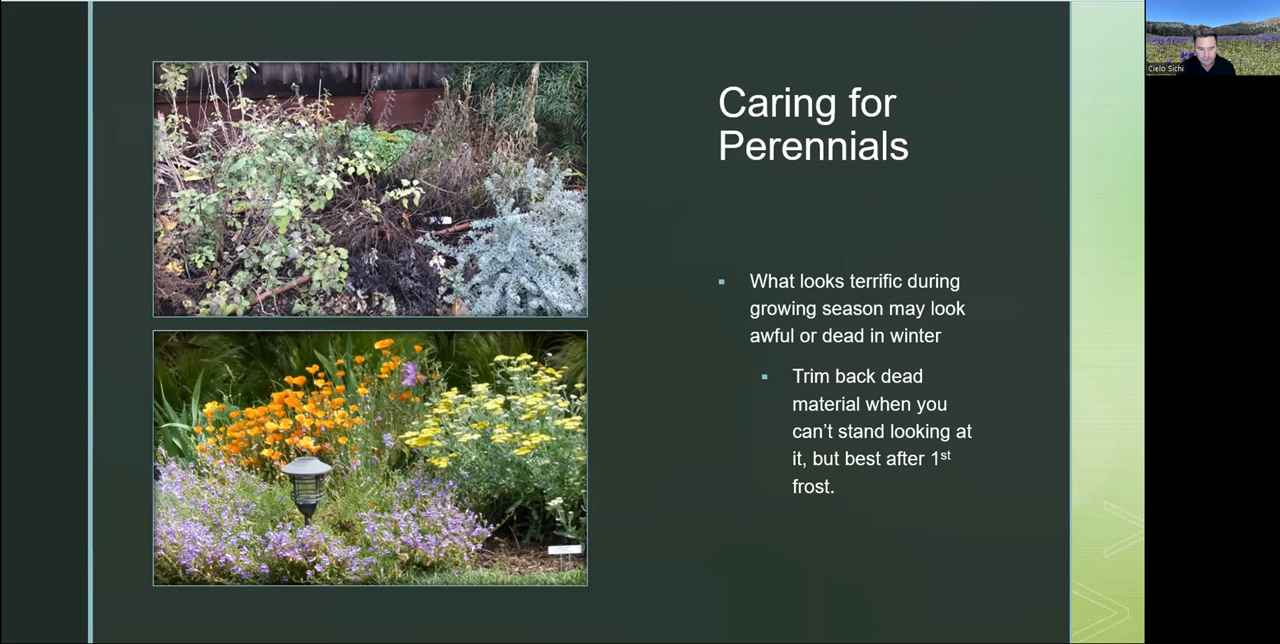 Caring for
Perennials
▪ What looks terrific during
growing season may look
awful or dead in winter
▪ Trim back dead
material when you
can’t stand looking at
it, but best after 1st
frost.
Cielo Sichi